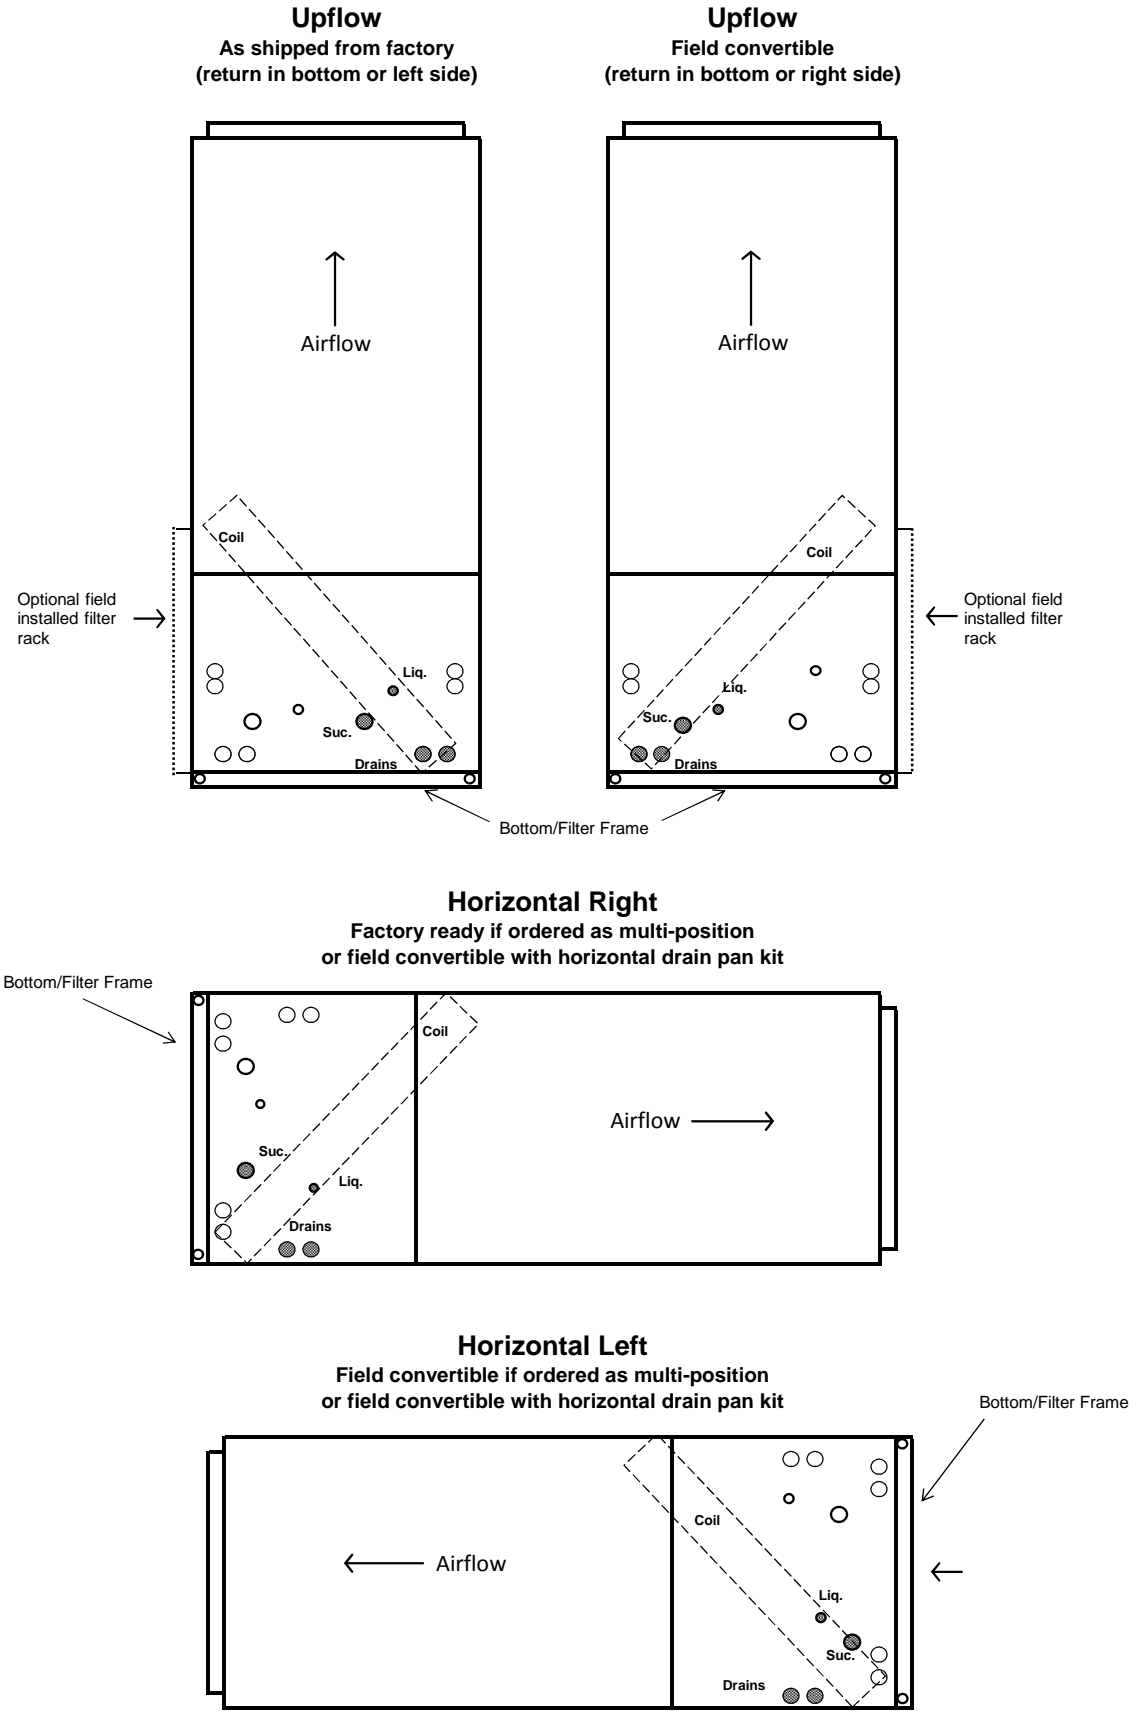 Upflow
As shipped from factory
(return in bottom or left side)
Upflow
Field convertible
(return in bottom or right side)
Airflow
Coil
Optional field
installed filter
rack
Liq.
Suc.
Drains
Airflow
Coil
Optional field
installed filter
rack
Liq.
Suc.
Drains
Bottom/Filter Frame
Horizontal Right
Factory ready if ordered as multi-position
or field convertible with horizontal drain pan kit
Bottom/Filter Frame
Coil
Airflow
Suc.
Liq.
Drains
Horizontal Left
Field convertible if ordered as multi-position
or field convertible with horizontal drain pan kit
Bottom/Filter Frame
Coil
Airflow
Liq.
Suc.
Drains